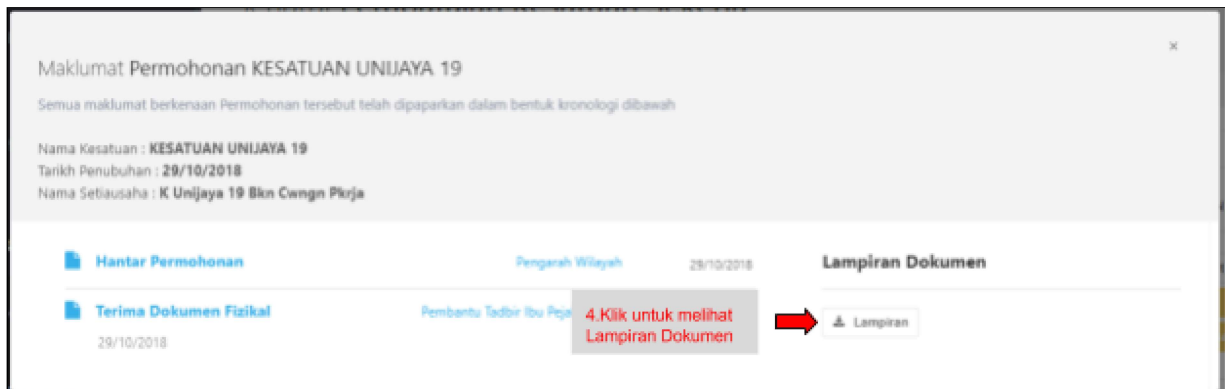 Maklumat Permohonan KESATUAN UNIJAYA 19
×
Semua maklumat berkenaan Permohonan tersebut telah dipaparkan dalam bentuk kronologi dibawah
Nama Kesatuan : KESATUAN UNIJAYA 19
Tarikh Penubuhan : 29/10/2018
Nama Setiausaha : K Unijaya 19 Bkn Cwngn Pkrja
Hantar Permohonan Pengarah Wilayah 29/10/2018
Lampiran Dokumen
Terima Dokumen Fizikal Pembantu Tadbir Ibu
29/10/2018
4.Klik untuk melihat
Lampiran Dokumen
Lampiran